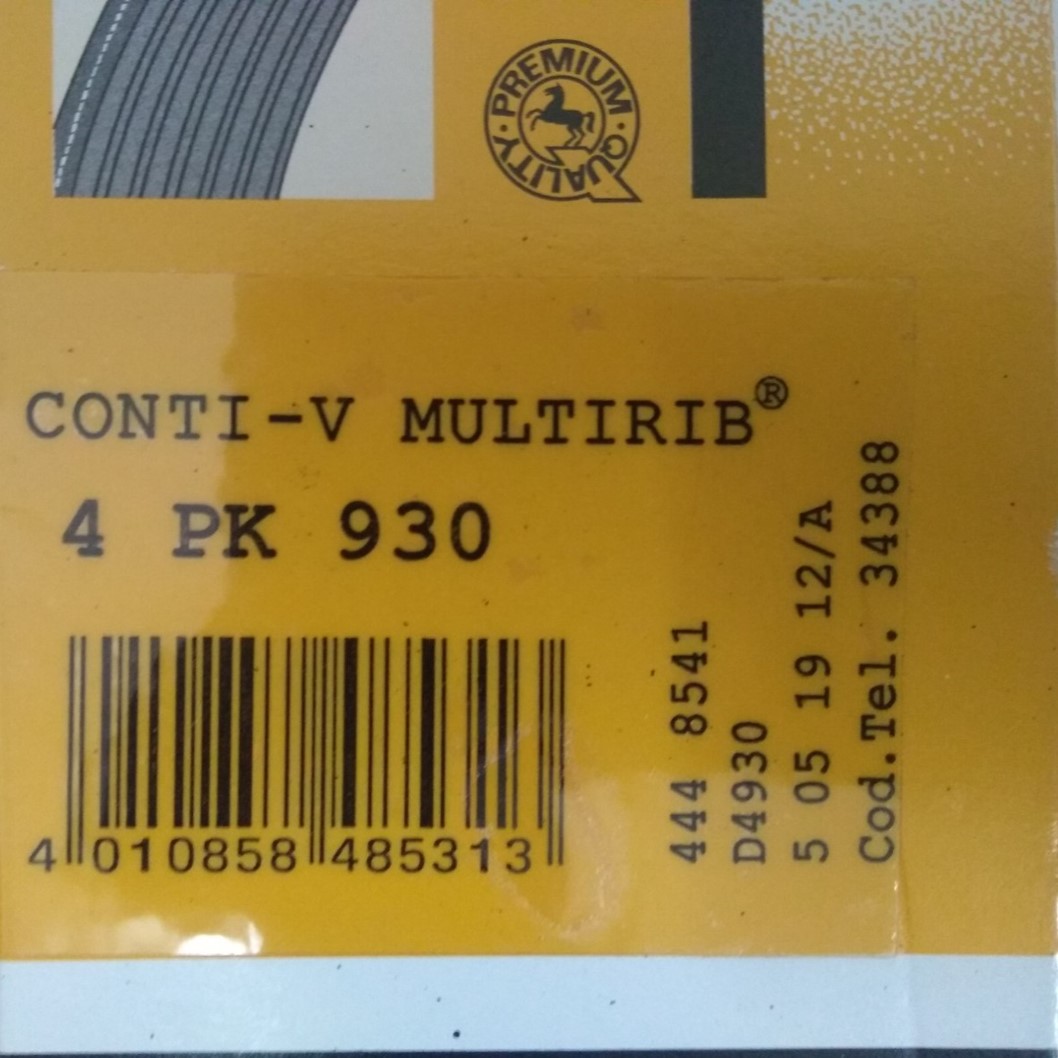 ·PREMIUM·
QUALITY
CONTI-V MULTIRIB®
4 PK 930
4 010858 485313
444 8541
D4930
5 05 19 12/A
Cod.Tel. 34388